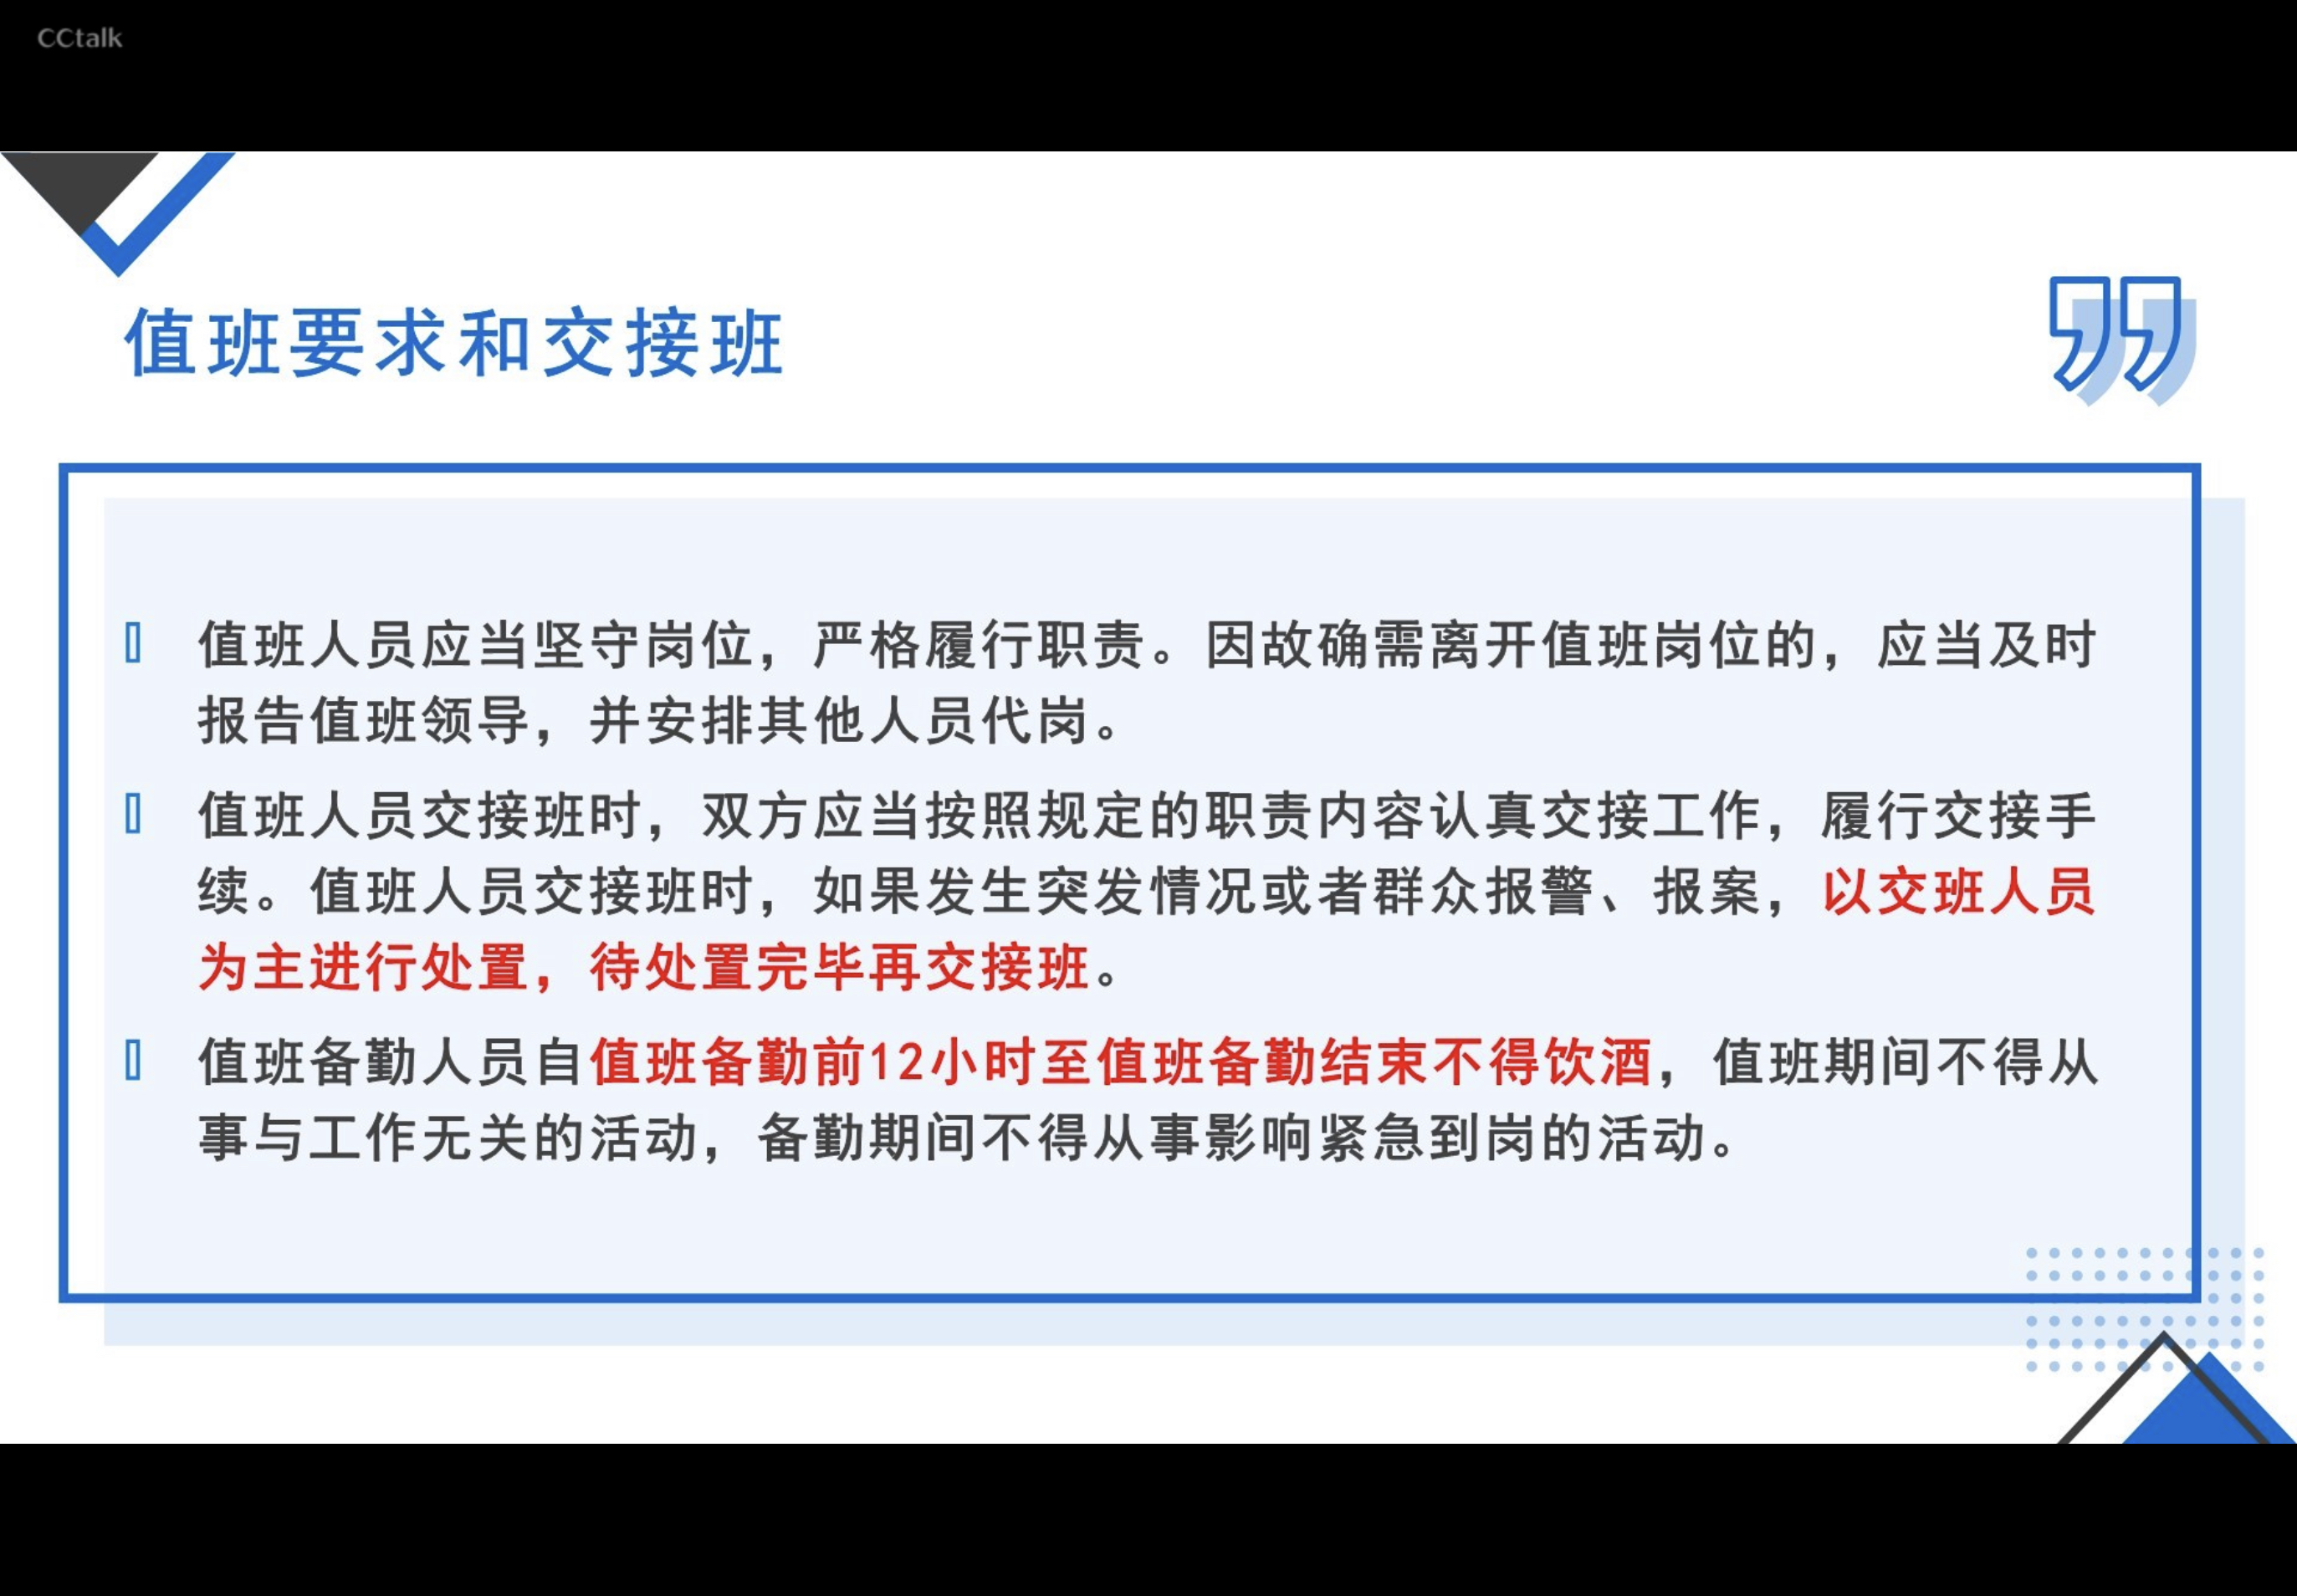 CCtalk
值班要求和交接班
值班人员应当坚守岗位，严格履行职责。因故确需离开值班岗位的，应当及时
报告值班领导，并安排其他人员代岗。
值班人员交接班时，双方应当按照规定的职责内容认真交接工作，履行交接手
续。值班人员交接班时，如果发生突发情况或者群众报警、报案，以交班人员
为主进行处置，待处置完毕再交接班。
值班备勤人员自值班备勤前12小时至值班备勤结束不得饮酒，值班期间不得从
事与工作无关的活动，备勤期间不得从事影响紧急到岗的活动。